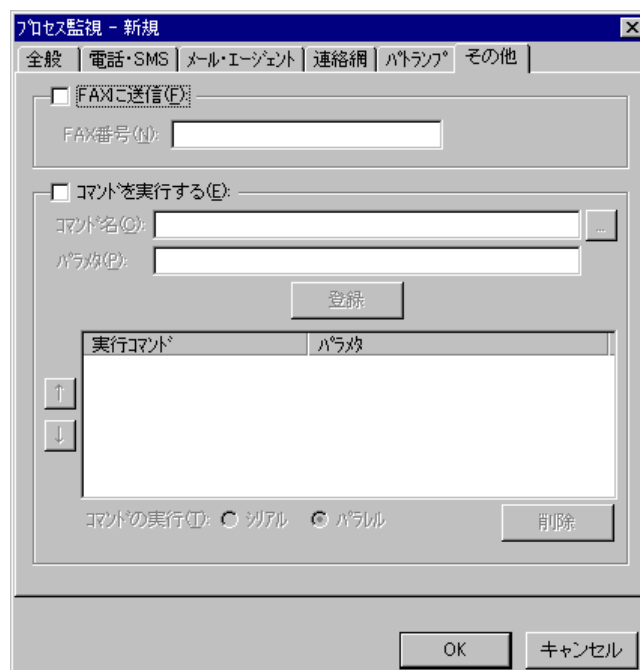 プロセス監視 - 新規
全般 電話・SMS メール・エージェント 連絡網 パトランプ その他
FAXに送信(F):
FAX番号(N):
コマンドを実行する(E):
コマンド名(C): ...
パラメタ(P):
登録
実行コマンド パラメタ
↑
↓
コマンドの実行(T): シリアル パラレル 削除
OK キャンセル